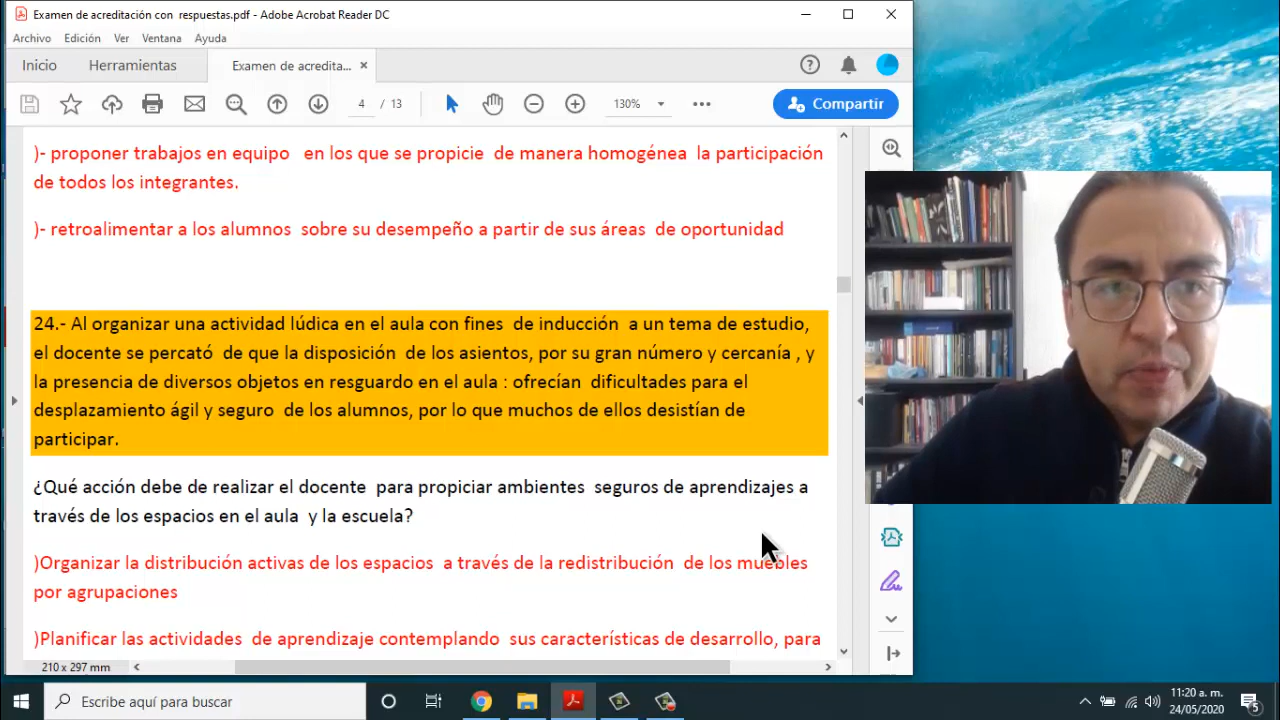 Examen de acreditación con respuestas.pdf - Adobe Acrobat Reader DC
Archivo Edición Ver Ventana Ayuda
Inicio Herramientas Examen de acredita... ×
4 / 13 130% Compartir
)- proponer trabajos en equipo en los que se propicie de manera homogénea la participación
de todos los integrantes.
)- retroalimentar a los alumnos sobre su desempeño a partir de sus áreas de oportunidad
24.- Al organizar una actividad lúdica en el aula con fines de inducción a un tema de estudio,
el docente se percató de que la disposición de los asientos, por su gran número y cercanía , y
la presencia de diversos objetos en resguardo en el aula : ofrecían dificultades para el
desplazamiento ágil y seguro de los alumnos, por lo que muchos de ellos desistían de
participar.
¿Qué acción debe de realizar el docente para propiciar ambientes seguros de aprendizajes a
través de los espacios en el aula y la escuela?
)Organizar la distribución activas de los espacios a través de la redistribución de los muebles
por agrupaciones
)Planificar las actividades de aprendizaje contemplando sus características de desarrollo, para
210 x 297 mm
Escribe aquí para buscar
11:20 a. m.
24/05/2020
5